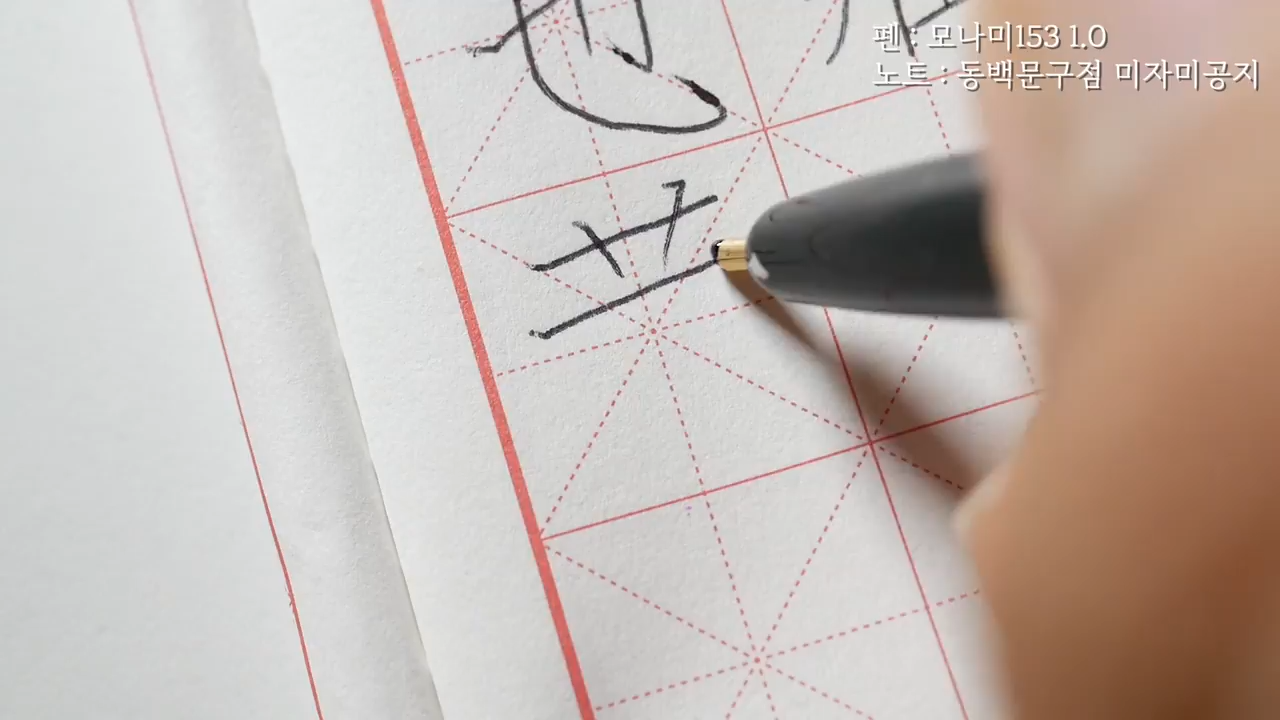 펜 : 모나미153 1.0
노트 : 동백문구점 미자미공지
也